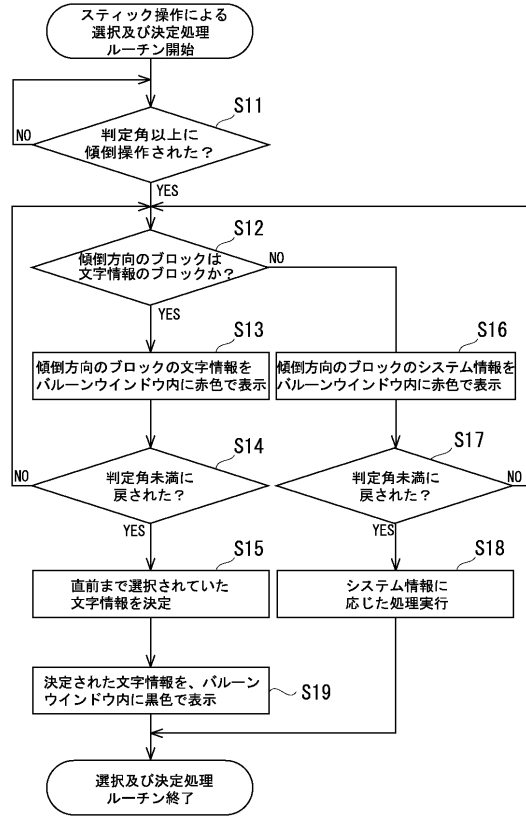 スティック操作による
選択及び決定処理
ルーチン開始
S11
判定角以上に
傾倒操作された？
NO
YES
S12
傾倒方向のブロックは
文字情報のブロックか？
NO
YES
S13
傾倒方向のブロックの文字情報を
バルーンウインドウ内に赤色で表示
S16
傾倒方向のブロックのシステム情報を
バルーンウインドウ内に赤色で表示
S14
判定角未満に
戻された？
NO
YES
S17
判定角未満に
戻された？
NO
YES
S15
直前まで選択されていた
文字情報を決定
S18
システム情報に
応じた処理実行
決定された文字情報を、バルーン
ウインドウ内に黒色で表示
S19
選択及び決定処理
ルーチン終了